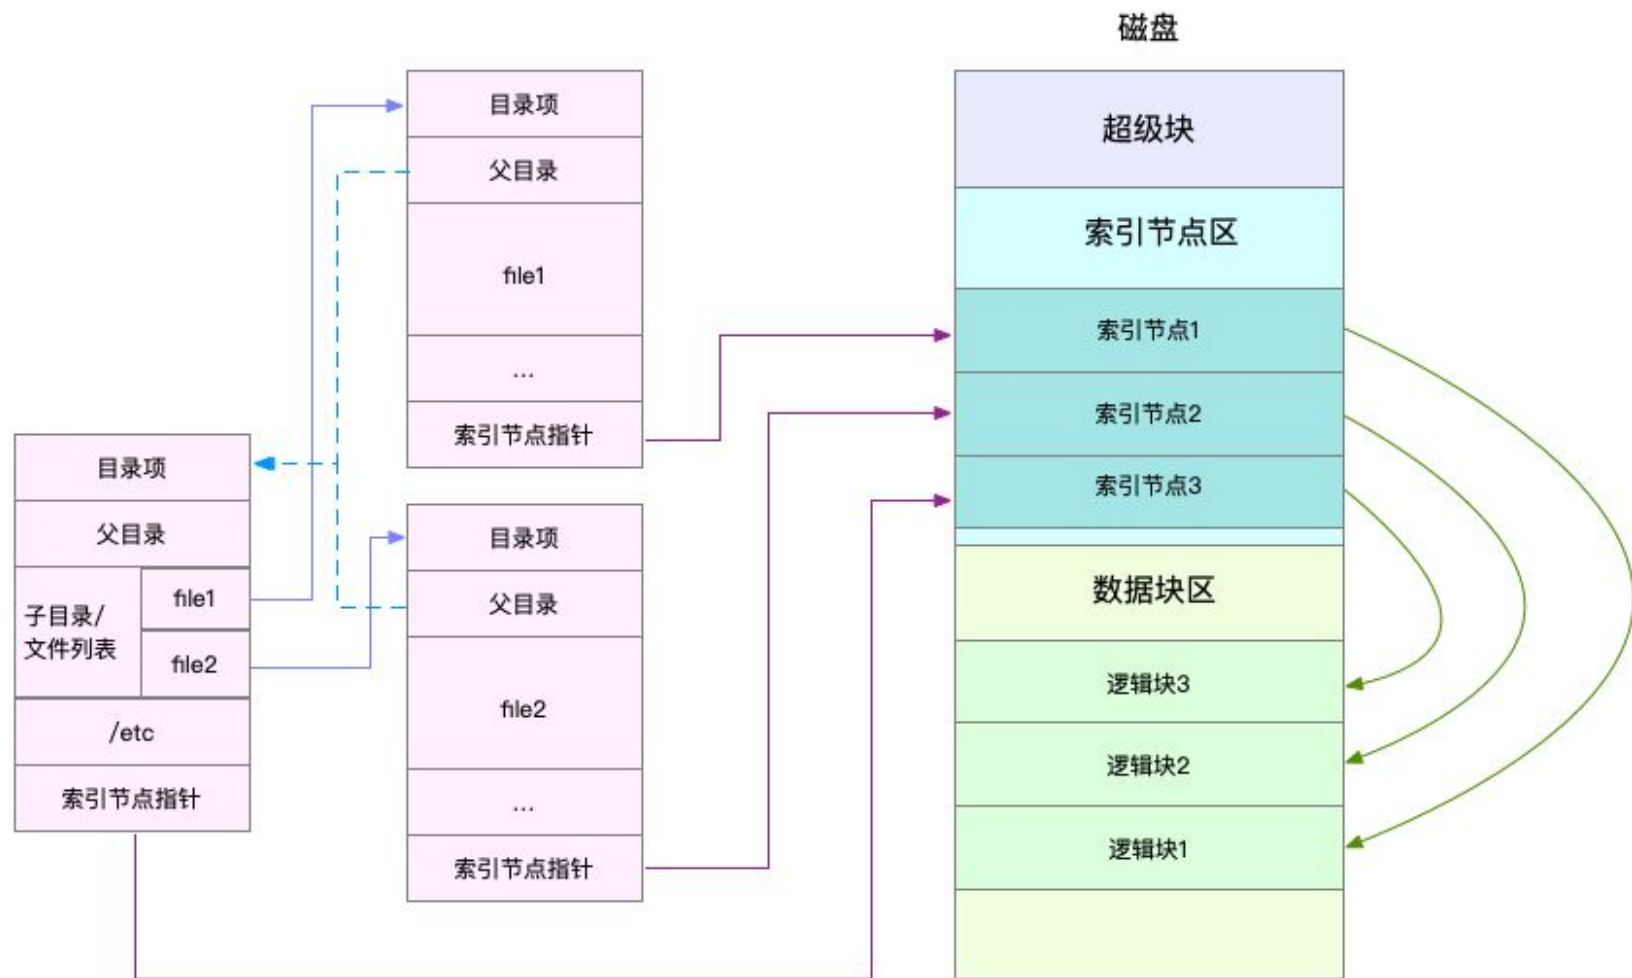 磁盘
目录项
父目录
file1
...
索引节点指针
目录项
父目录
子目录/
文件列表
file1
file2
/etc
索引节点指针
目录项
父目录
file2
...
索引节点指针
超级块
索引节点区
索引节点1
索引节点2
索引节点3
数据块区
逻辑块3
逻辑块2
逻辑块1